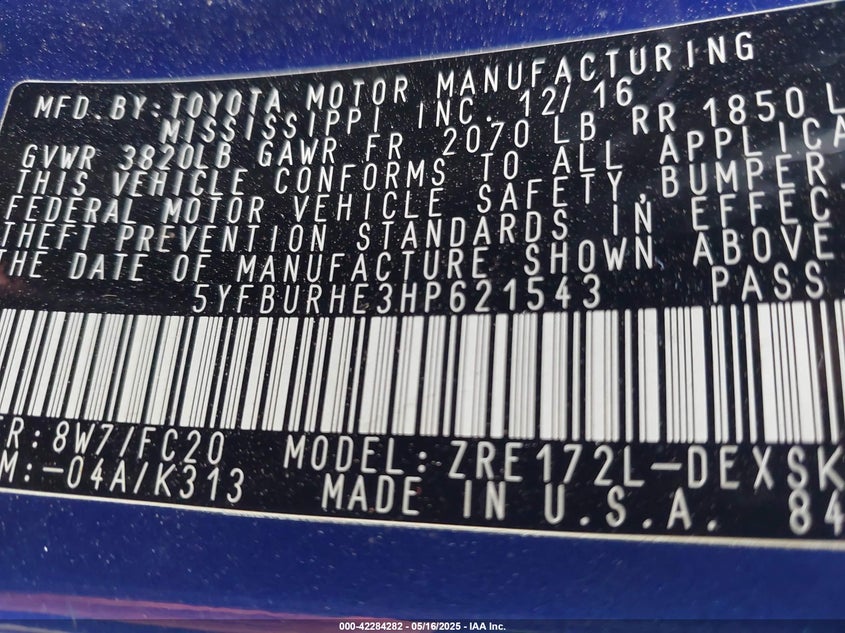 MFD. BY: TOYOTA MOTOR MANUFACTURING
MISSISSIPPI INC. 12/16
GVWR 3820LB GAWR FR 2070 LB RR 1850 L
THIS VEHICLE CONFORMS TO ALL APPLICA
FEDERAL MOTOR VEHICLE SAFETY, BUMPER,
THEFT PREVENTION STANDARDS IN EFFEC
THE DATE OF MANUFACTURE SHOWN ABOVE
5YFBURHE3HP621543 PASS
R: 8W7/FC20 MODEL: ZRE172L-DEXSK
M: -04A/K313 MADE IN U.S.A. 84
000-42284282 - 05/16/2025 - IAA Inc.